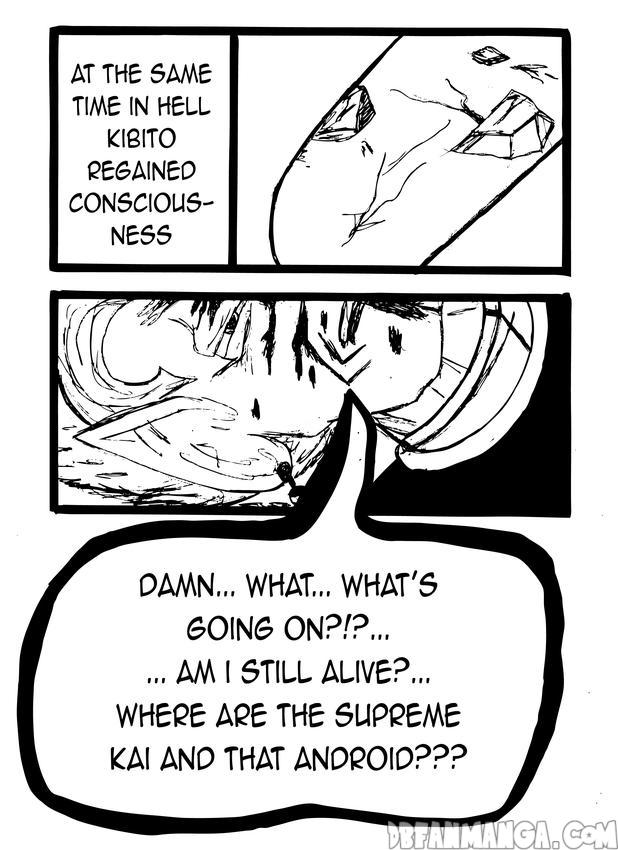 AT THE SAME
TIME IN HELL
KIBITO
REGAINED
CONSCIOUS-
NESS
DAMN... WHAT... WHAT'S
GOING ON?!?...
... AM I STILL ALIVE?...
WHERE ARE THE SUPREME
KAI AND THAT ANDROID???
DBFANMANGA.COM